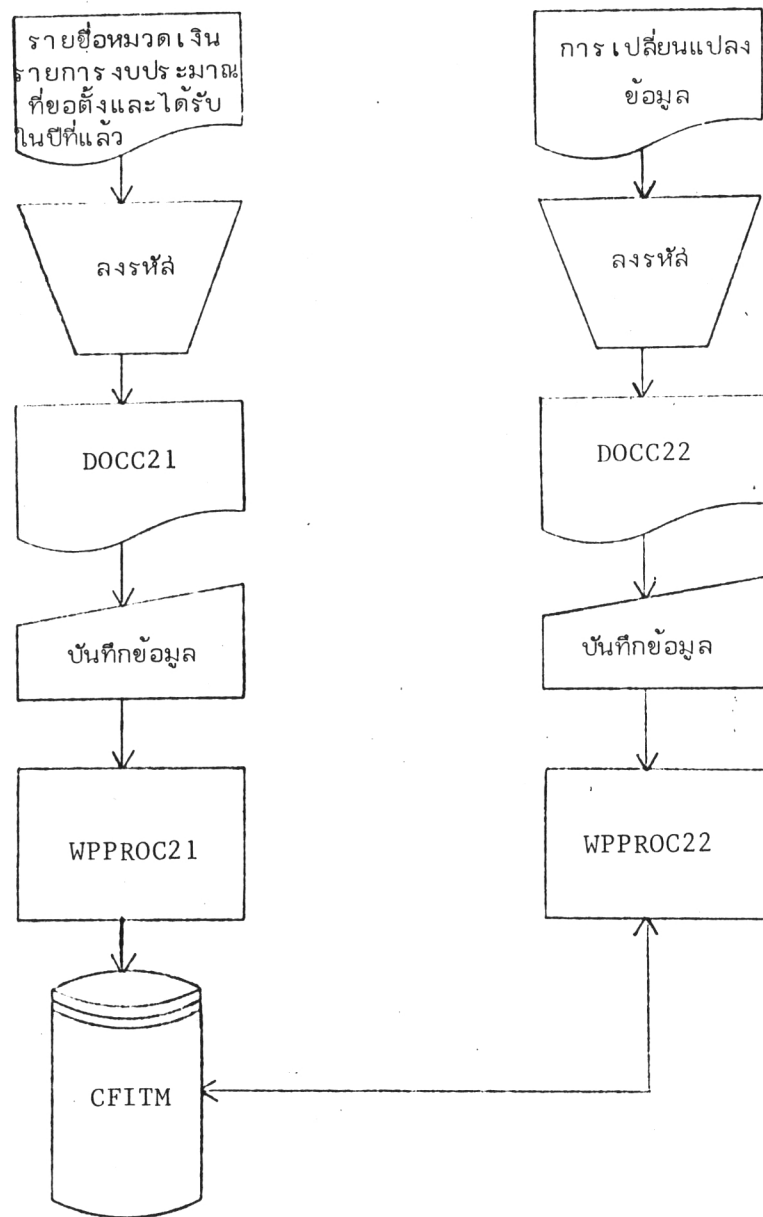 รายชื่อหมวดเงิน
รายการงบประมาณ
ที่ขอตั้งและได้รับ
ในปีที่แล้ว
การเปลี่ยนแปลง
ข้อมูล
ลงรหัส
ลงรหัส
DOCC21
DOCC22
บันทึกข้อมูล
บันทึกข้อมูล
WPPROC21
WPPROC22
CFITM